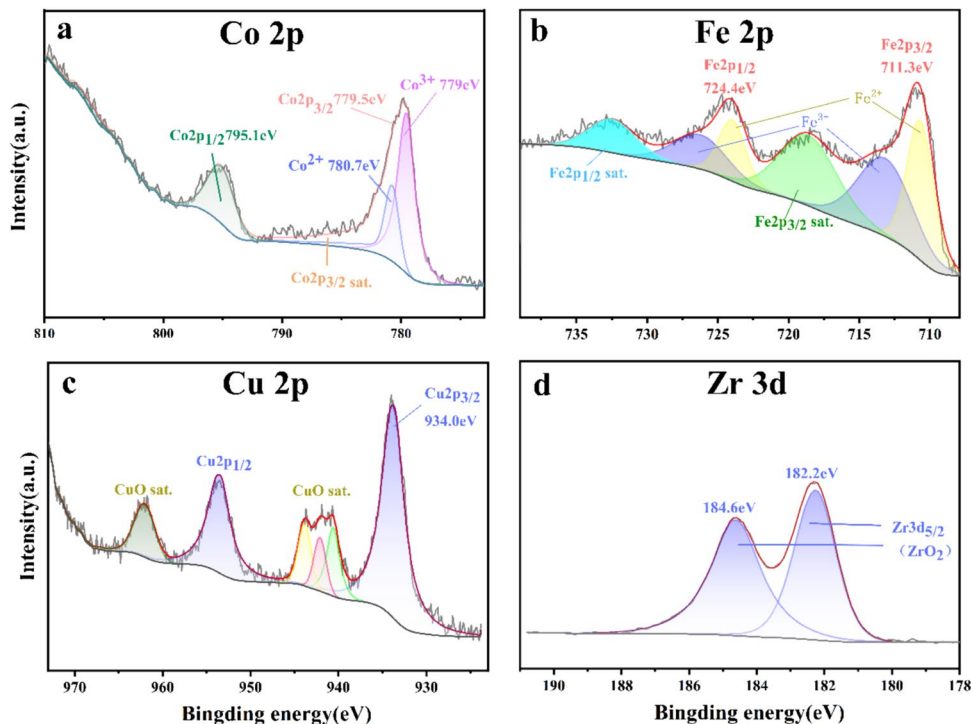 a
Co 2p
Co³⁺ 779eV
Co2p3/2 779.5eV
Co2p1/2 795.1eV
Co²⁺ 780.7eV
Co2p3/2 sat.
Intensity(a.u.)
810 800 790 780
b
Fe 2p
Fe2p3/2
711.3eV
Fe2p1/2
724.4eV
Fe²⁺
Fe³⁺
Fe2p1/2 sat.
Fe2p3/2 sat.
735 730 725 720 715 710
c
Cu 2p
Cu2p3/2
934.0eV
Cu2p1/2
CuO sat.
CuO sat.
Intensity(a.u.)
970 960 950 940 930
Bingding energy(eV)
d
Zr 3d
182.2eV
184.6eV
Zr3d5/2
（ZrO2）
190 188 186 184 182 180 178
Bingding energy(eV)